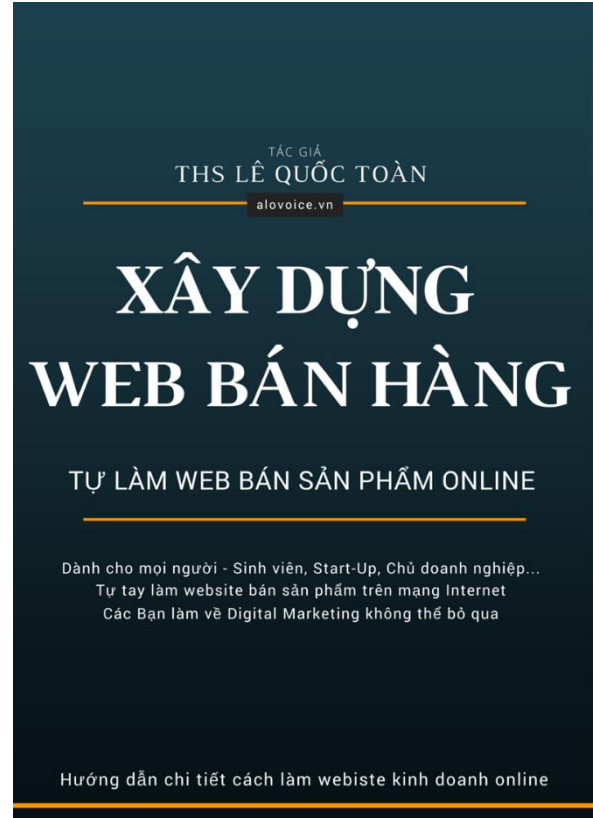 TÁC GIẢ
THS LÊ QUỐC TOÀN
alovoice.vn
XÂY DỰNG
WEB BÁN HÀNG
TỰ LÀM WEB BÁN SẢN PHẨM ONLINE
Dành cho mọi người - Sinh viên, Start-Up, Chủ doanh nghiệp...
Tự tay làm website bán sản phẩm trên mạng Internet
Các Bạn làm về Digital Marketing không thể bỏ qua
Hướng dẫn chi tiết cách làm webiste kinh doanh online